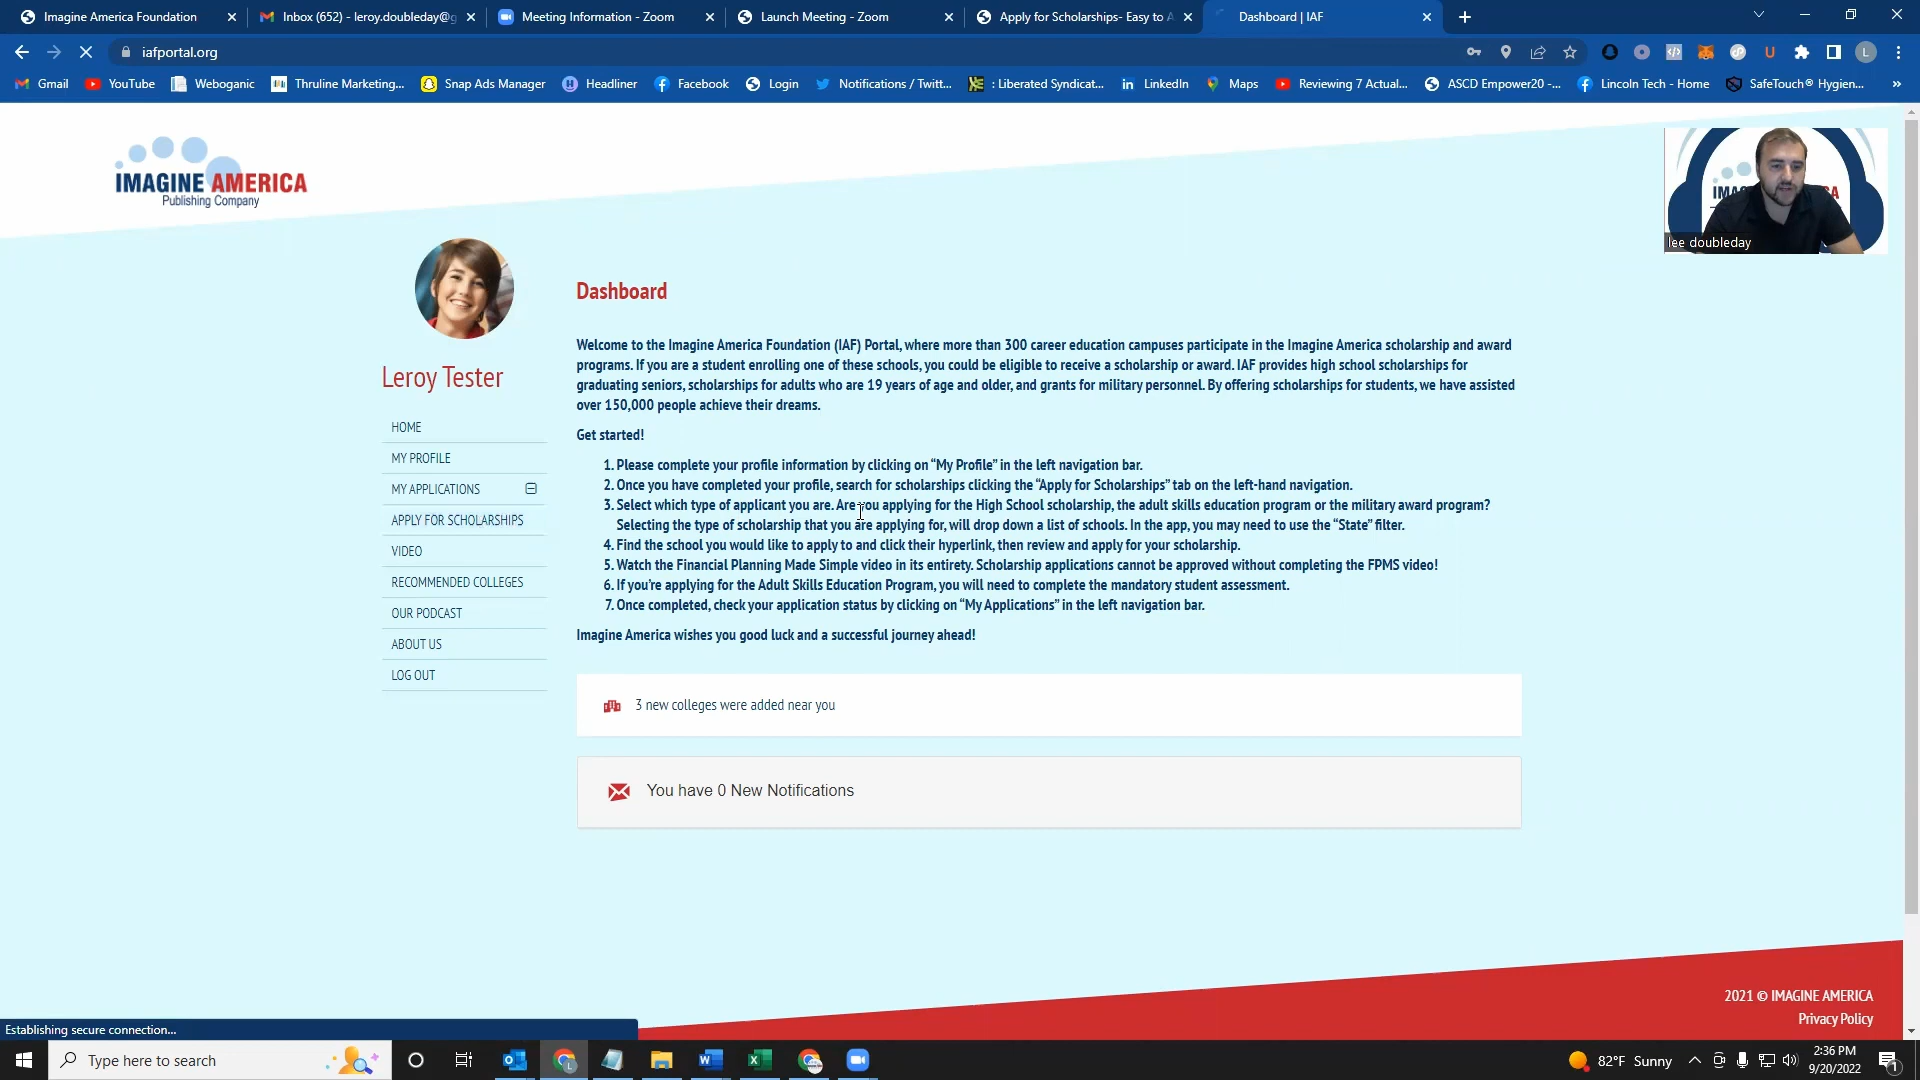 Imagine America Foundation
Inbox (652) - leroy.doubleday@g
Meeting Information - Zoom
Launch Meeting - Zoom
Apply for Scholarships- Easy to A
Dashboard | IAF
iafportal.org
Gmail
YouTube
Weboganic
Thruline Marketing...
Snap Ads Manager
Headliner
Facebook
Login
Notifications / Twitt...
: Liberated Syndicat...
LinkedIn
Maps
Reviewing 7 Actual...
ASCD Empower20 -...
Lincoln Tech - Home
SafeTouch® Hygien...
IMAGINE AMERICA
Publishing Company
lee doubleday
Leroy Tester
HOME
MY PROFILE
MY APPLICATIONS
APPLY FOR SCHOLARSHIPS
VIDEO
RECOMMENDED COLLEGES
OUR PODCAST
ABOUT US
LOG OUT
Dashboard
Welcome to the Imagine America Foundation (IAF) Portal, where more than 300 career education campuses participate in the Imagine America scholarship and award
programs. If you are a student enrolling one of these schools, you could be eligible to receive a scholarship or award. IAF provides high school scholarships for
graduating seniors, scholarships for adults who are 19 years of age and older, and grants for military personnel. By offering scholarships for students, we have assisted
over 150,000 people achieve their dreams.
Get started!
1. Please complete your profile information by clicking on “My Profile” in the left navigation bar.
2. Once you have completed your profile, search for scholarships clicking the “Apply for Scholarships” tab on the left-hand navigation.
3. Select which type of applicant you are. Are you applying for the High School scholarship, the adult skills education program or the military award program?
Selecting the type of scholarship that you are applying for, will drop down a list of schools. In the app, you may need to use the “State” filter.
4. Find the school you would like to apply to and click their hyperlink, then review and apply for your scholarship.
5. Watch the Financial Planning Made Simple video in its entirety. Scholarship applications cannot be approved without completing the FPMS video!
6. If you’re applying for the Adult Skills Education Program, you will need to complete the mandatory student assessment.
7. Once completed, check your application status by clicking on “My Applications” in the left navigation bar.
Imagine America wishes you good luck and a successful journey ahead!
3 new colleges were added near you
You have 0 New Notifications
2021 © IMAGINE AMERICA
Privacy Policy
Establishing secure connection...
Type here to search
82°F Sunny
2:36 PM
9/20/2022